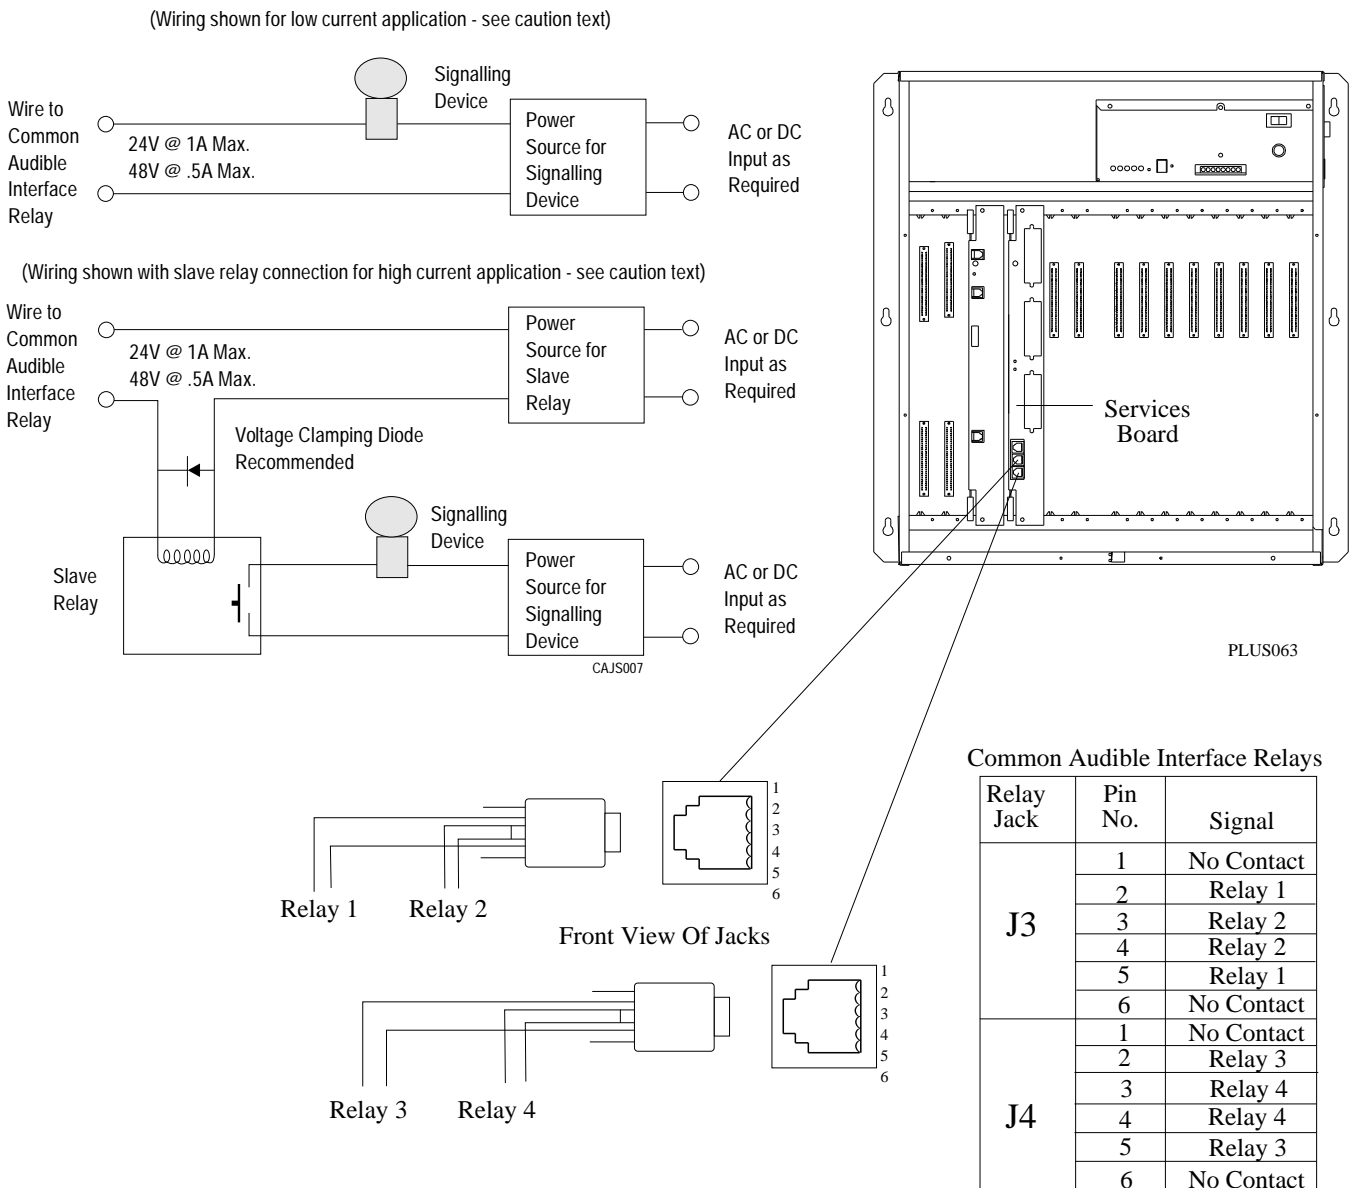 (Wiring shown for low current application - see caution text)
Signalling
Device
Wire to
Common
Audible
Interface
Relay
24V @ 1A Max.
48V @ .5A Max.
Power
Source for
Signalling
Device
AC or DC
Input as
Required
(Wiring shown with slave relay connection for high current application - see caution text)
Wire to
Common
Audible
Interface
Relay
24V @ 1A Max.
48V @ .5A Max.
Power
Source for
Slave
Relay
AC or DC
Input as
Required
Voltage Clamping Diode
Recommended
Signalling
Device
Slave
Relay
Power
Source for
Signalling
Device
AC or DC
Input as
Required
CAJS007
Services
Board
PLUS063
1
2
3
4
5
6
Relay 1
Relay 2
Front View Of Jacks
1
2
3
4
5
6
Relay 3
Relay 4
Common Audible Interface Relays
Relay
Jack
Pin
No.
Signal
J3
1 No Contact
2 Relay 1
3 Relay 2
4 Relay 2
5 Relay 1
6 No Contact
J4
1 No Contact
2 Relay 3
3 Relay 4
4 Relay 4
5 Relay 3
6 No Contact